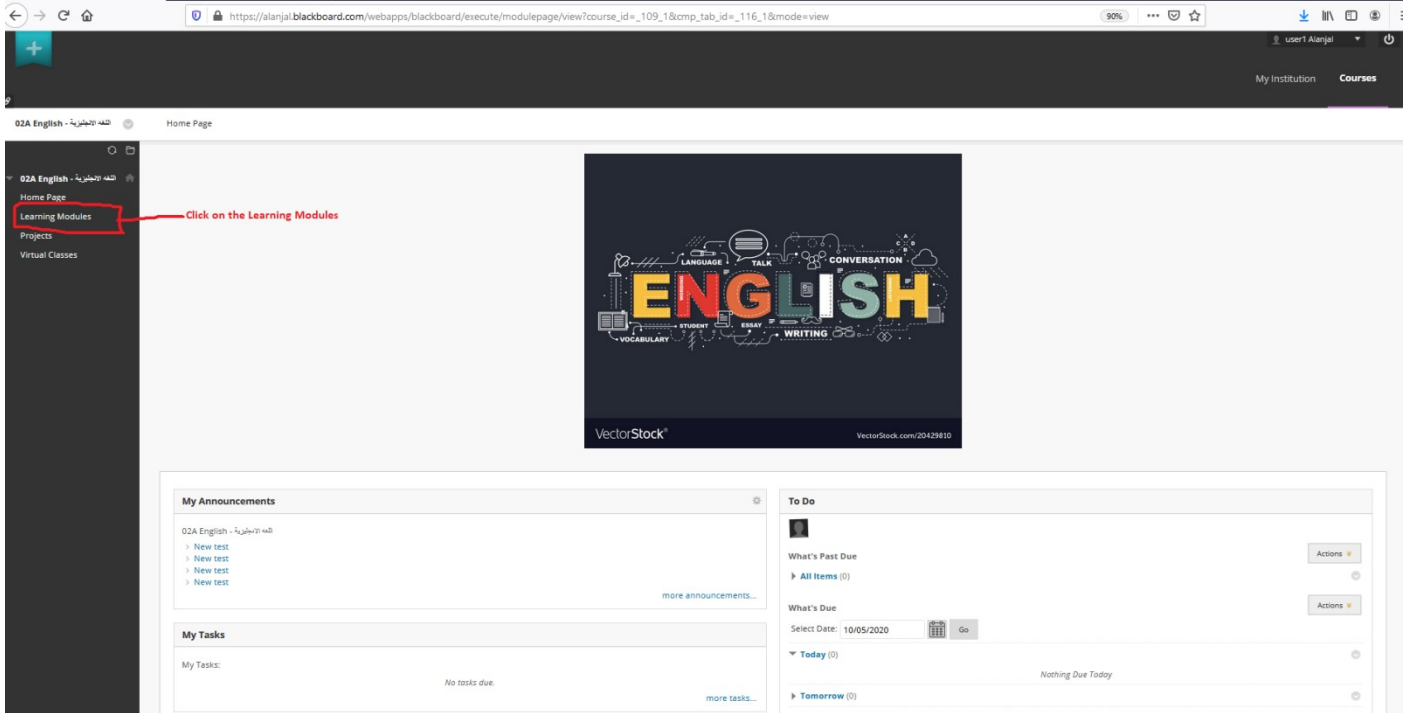 https://alanjal.blackboard.com/webapps/blackboard/execute/modulepage/view?course_id=_109_1&cmp_tab_id=_116_1&mode=view
90%
user1 Alanjal
My Institution
Courses
02A English - اللغه الانجليزية
Home Page
02A English - اللغه الانجليزية
Home Page
Learning Modules
Click on the Learning Modules
Projects
Virtual Classes
LANGUAGE
TALK
CONVERSATION
A
B
C
D
ENGLISH
STUDENT
ESSAY
VOCABULARY
WRITING
VectorStock®
VectorStock.com/20429810
My Announcements
02A English - اللغه الانجليزية
New test
New test
New test
New test
more announcements...
My Tasks
My Tasks:
No tasks due.
more tasks...
To Do
What's Past Due
Actions
All Items (0)
What's Due
Actions
Select Date: 10/05/2020 Go
Today (0)
Nothing Due Today
Tomorrow (0)